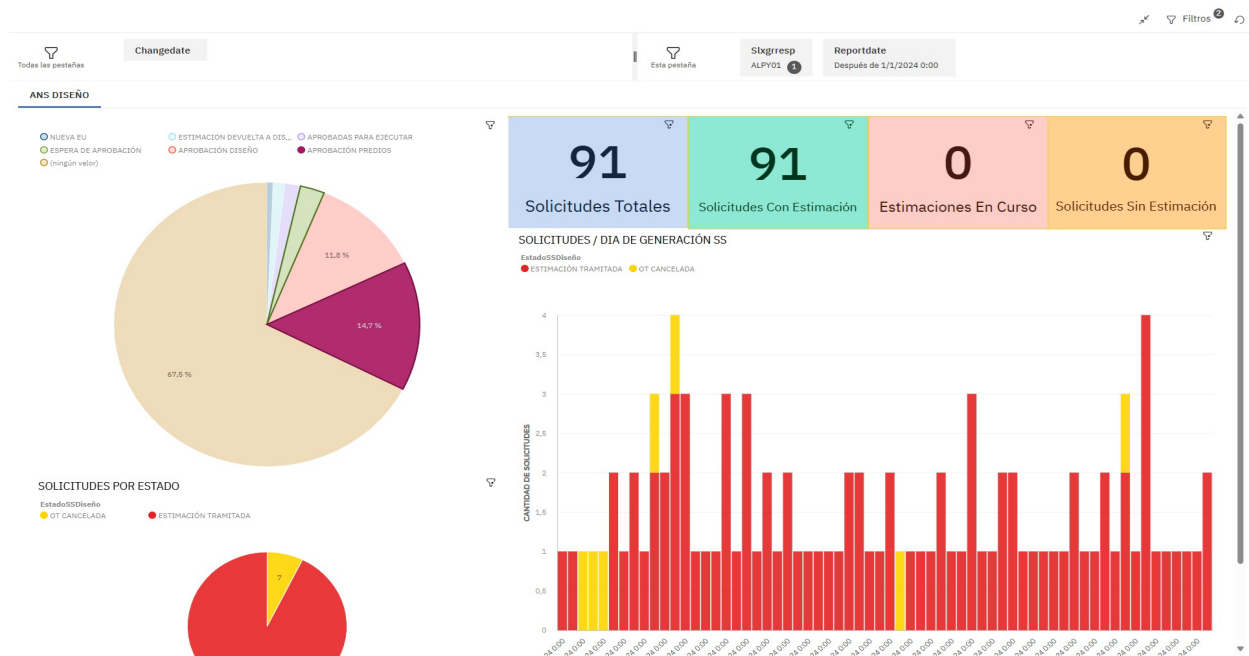 Filtros 2
Todas las pestañas
Changedate
Esta pestaña
Slxgrresp
ALPY01 1
Reportdate
Después de 1/1/2024 0:00
ANS DISEÑO
NUEVA EU
ESTIMACION DEVUELTA A DIS...
APROBADAS PARA EJECUTAR
ESPERA DE APROBACIÓN
APROBACIÓN DISEÑO
APROBACIÓN PREDIOS
(ningún valor)
11,8 %
14,7 %
67,8 %
91
Solicitudes Totales
91
Solicitudes Con Estimación
0
Estimaciones En Curso
0
Solicitudes Sin Estimación
SOLICITUDES / DIA DE GENERACIÓN SS
EstadoSSDiseño
ESTIMACIÓN TRAMITADA
OT CANCELADA
CANTIDAD DE SOLICITUDES
4
3,5
3
2,5
2
1,5
1
0,5
0
SOLICITUDES POR ESTADO
EstadoSSDiseño
OT CANCELADA
ESTIMACIÓN TRAMITADA
7